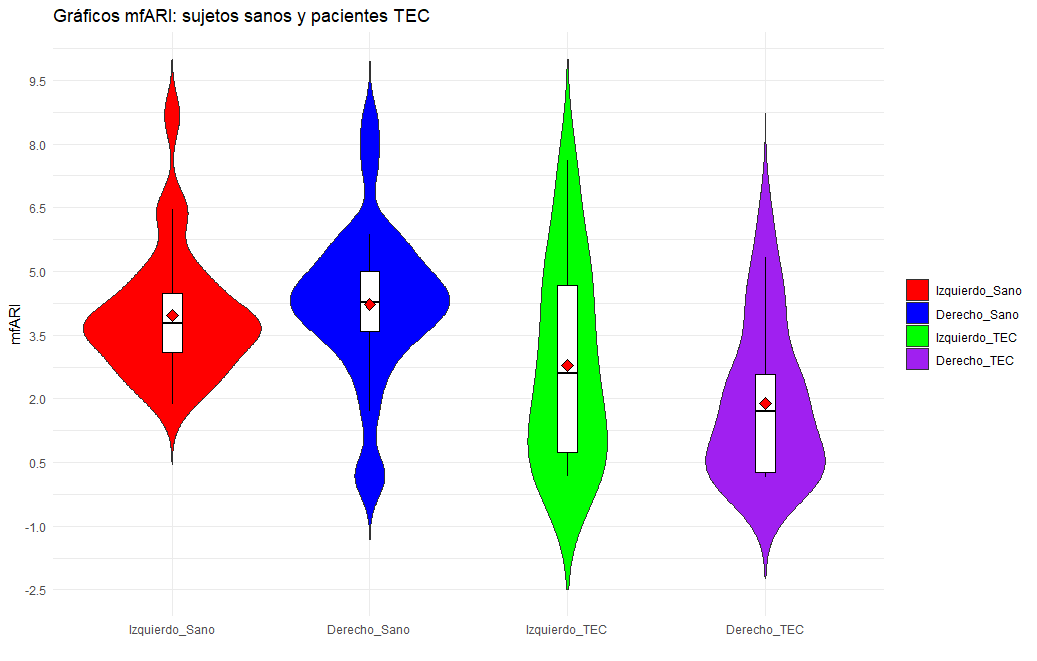 Gráficos mfARI: sujetos sanos y pacientes TEC
mfARI
9.5
8.0
6.5
5.0
3.5
2.0
0.5
-1.0
-2.5
Izquierdo_Sano
Derecho_Sano
Izquierdo_TEC
Derecho_TEC
Izquierdo_Sano
Derecho_Sano
Izquierdo_TEC
Derecho_TEC